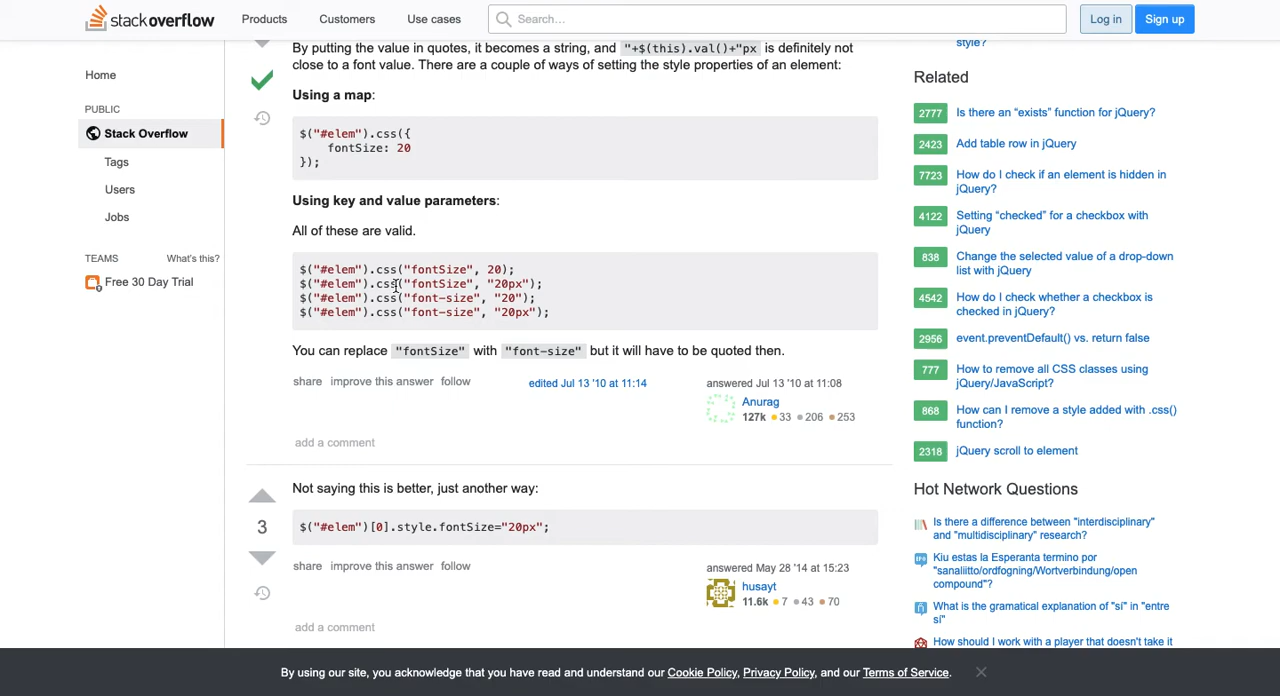 stackoverflow
Products
Customers
Use cases
Search...
Log in
Sign up
Home
PUBLIC
Stack Overflow
Tags
Users
Jobs
TEAMS
What's this?
Free 30 Day Trial
By putting the value in quotes, it becomes a string, and "+$(this).val()+"px is definitely not
close to a font value. There are a couple of ways of setting the style properties of an element:
Using a map:
$("#elem").css({
    fontSize: 20
});
Using key and value parameters:
All of these are valid.
$("#elem").css("fontSize", 20);
$("#elem").css("fontSize", "20px");
$("#elem").css("font-size", "20");
$("#elem").css("font-size", "20px");
You can replace "fontSize" with "font-size" but it will have to be quoted then.
share improve this answer follow
edited Jul 13 '10 at 11:14
answered Jul 13 '10 at 11:08
Anurag
127k 33 206 253
add a comment
Not saying this is better, just another way:
3
$("#elem")[0].style.fontSize="20px";
share improve this answer follow
answered May 28 '14 at 15:23
husayt
11.6k 7 43 70
add a comment
style?
Related
2777 Is there an “exists” function for jQuery?
2423 Add table row in jQuery
7723 How do I check if an element is hidden in
jQuery?
4122 Setting “checked” for a checkbox with
jQuery
838 Change the selected value of a drop-down
list with jQuery
4542 How do I check whether a checkbox is
checked in jQuery?
2956 event.preventDefault() vs. return false
777 How to remove all CSS classes using
jQuery/JavaScript?
868 How can I remove a style added with .css()
function?
2318 jQuery scroll to element
Hot Network Questions
Is there a difference between "interdisciplinary"
and "multidisciplinary" research?
Kiu estas la Esperanta termino por
"sanaliitto/ordfogning/Wortverbindung/open
compound"?
What is the gramatical explanation of "sí" in "entre
sí"
How should I work with a player that doesn't take it
By using our site, you acknowledge that you have read and understand our Cookie Policy, Privacy Policy, and our Terms of Service.